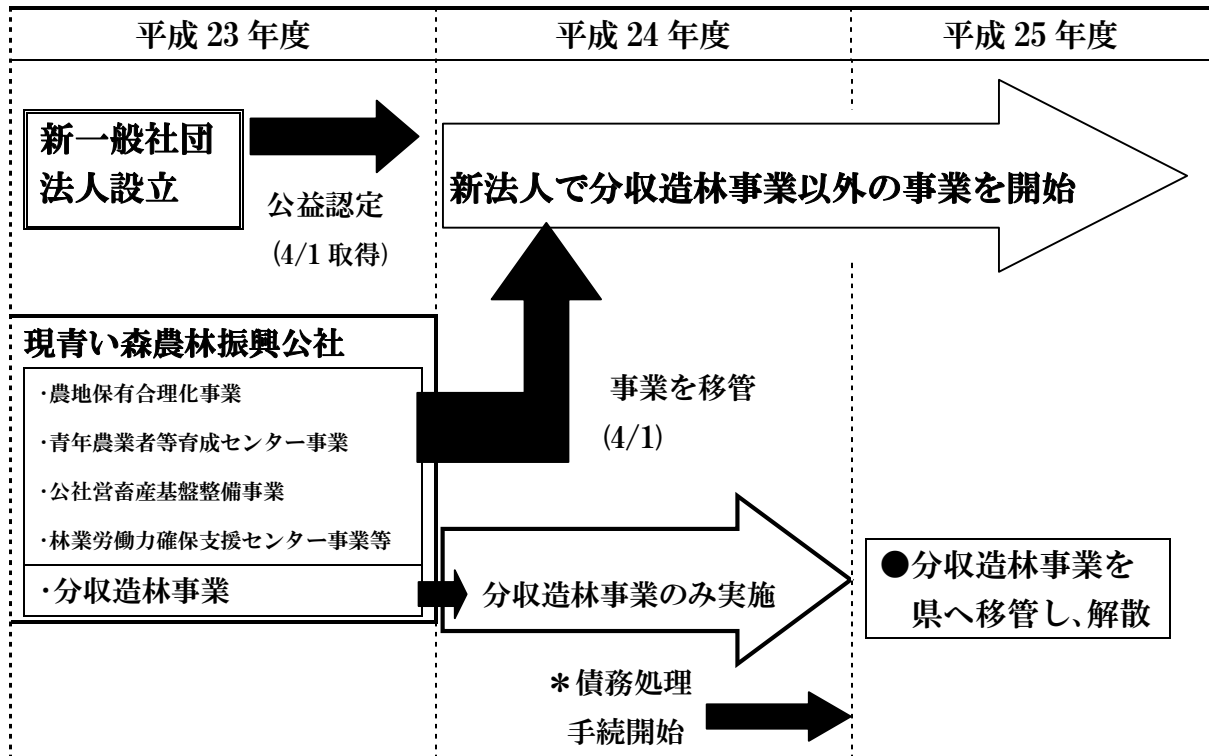 平成 23 年度
平成 24 年度
平成 25 年度
新一般社団
法人設立
公益認定
(4/1 取得)
新法人で分収造林事業以外の事業を開始
現青い森農林振興公社
・農地保有合理化事業
・青年農業者等育成センター事業
・公社営畜産基盤整備事業
・林業労働力確保支援センター事業等
・分収造林事業
事業を移管
(4/1)
分収造林事業のみ実施
●分収造林事業を
県へ移管し、解散
＊債務処理
手続開始